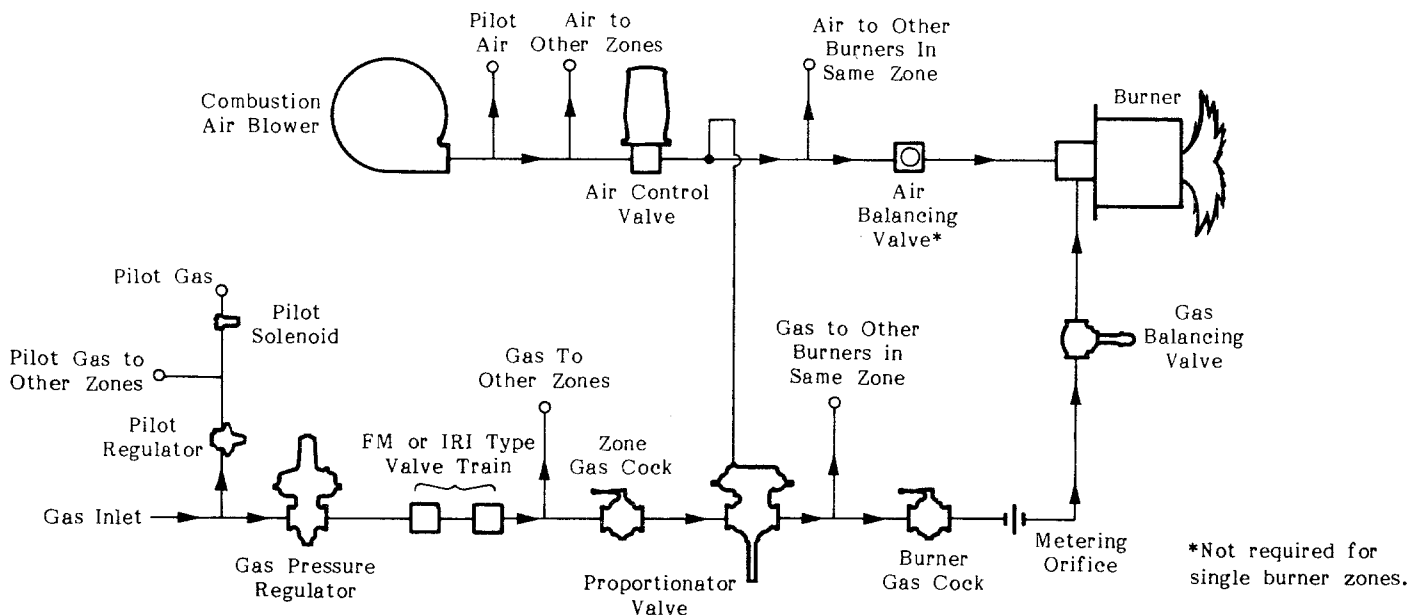 Pilot
Air
Air to
Other Zones
Air to Other
Burners In
Same Zone
Burner
Combustion
Air Blower
Air Control
Valve
Air
Balancing
Valve*
Pilot Gas
Pilot
Solenoid
Pilot Gas to
Other Zones
Pilot
Regulator
Gas To
Other Zones
Gas to Other
Burners in
Same Zone
Gas
Balancing
Valve
FM or IRI Type
Valve Train
Zone
Gas Cock
Gas Inlet
Gas Pressure
Regulator
Proportionator
Valve
Burner
Gas Cock
Metering
Orifice
*Not required for
single burner zones.